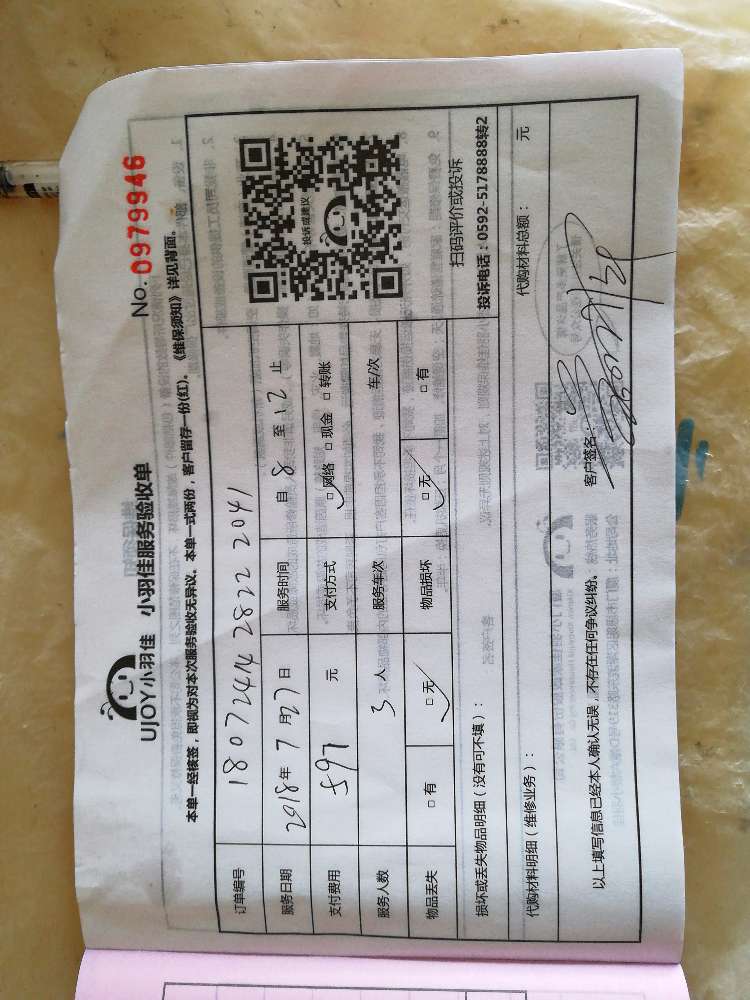 UJOY小羽佳 小羽佳服务验收单
No. 0979946
本单一经核签，即视为对本次服务验收无异议。本单一式两份，客户留存一份(红)。《维保须知》详见背面。
订单编号 18072414 2822 2041
服务日期 2018年 7月27日 服务时间 自 8 至 12 止
支付费用 597 元 支付方式 □网络 □现金 □转账
服务人数 3 人 服务车次 车/次
物品丢失 □有 □无 物品损坏 □无 □有
投诉或建议
扫码评价或投诉
投诉电话：0592-5178888转2
损坏或丢失物品明细（没有可不填）：
代购材料明细（维修业务）： 代购材料总额： 元
以上填写信息已经本人确认无误，不存在任何争议纠纷。 客户签名：